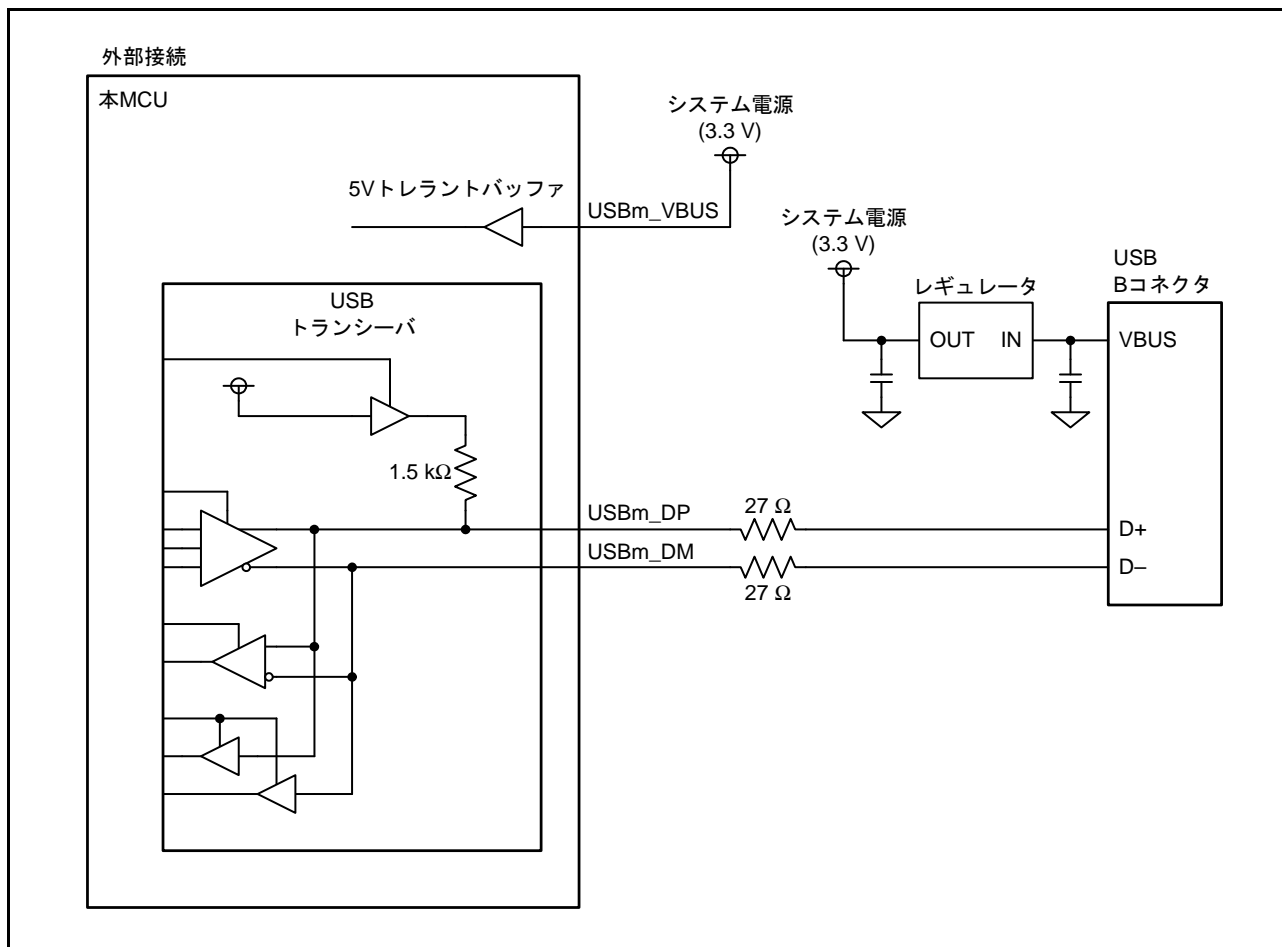 外部接続
本MCU
システム電源
(3.3 V)
5Vトレラントバッファ
USBm_VBUS
システム電源
(3.3 V)
USB
Bコネクタ
レギュレータ
OUT IN
VBUS
USB
トランシーバ
1.5 kΩ
USBm_DP
27 Ω
D+
USBm_DM
27 Ω
D–